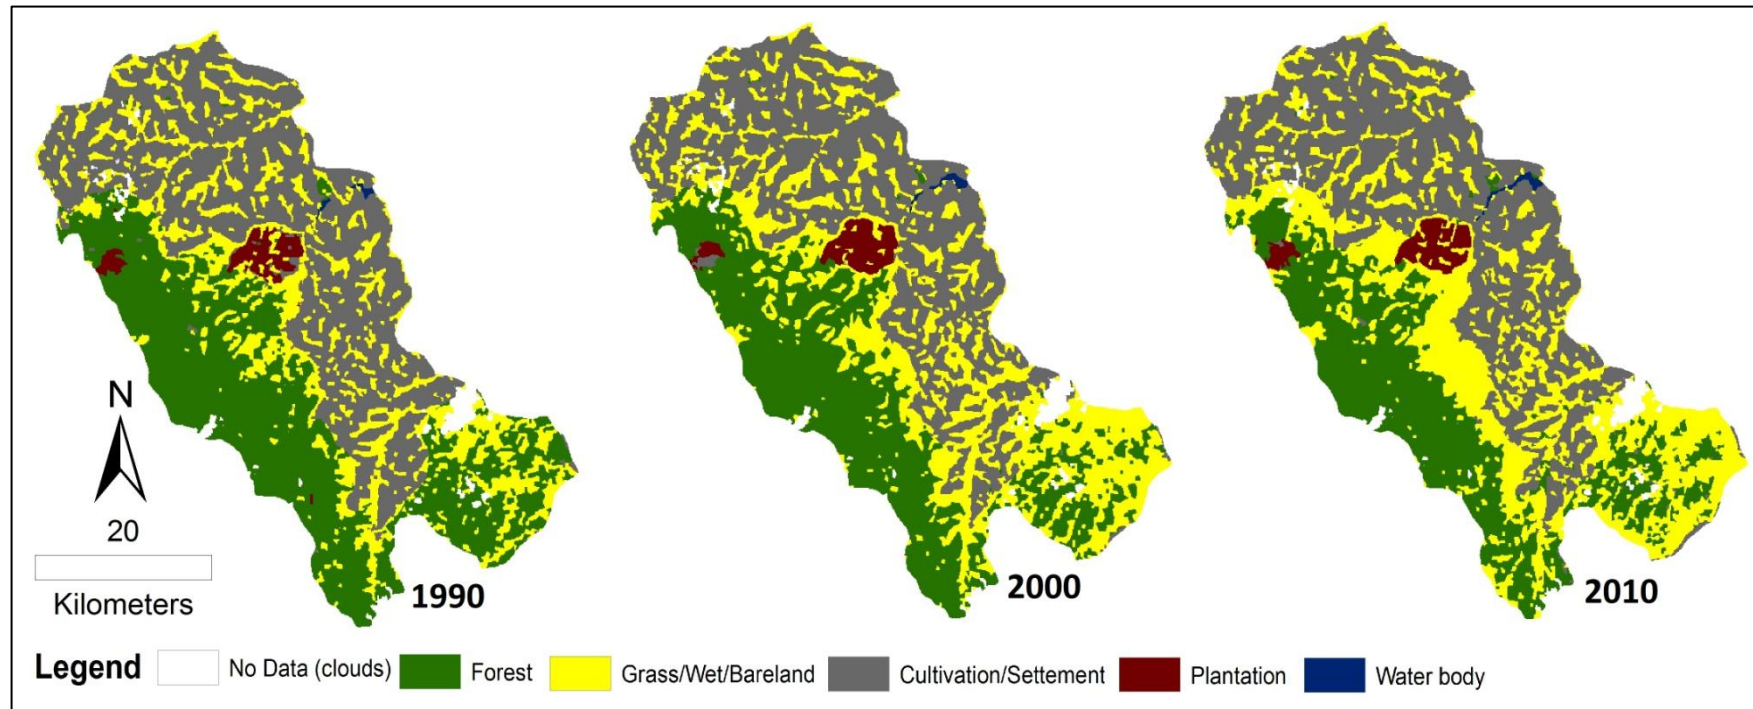 N
20
Kilometers
1990
2000
2010
Legend No Data (clouds) Forest Grass/Wet/Bareland Cultivation/Settement Plantation Water body